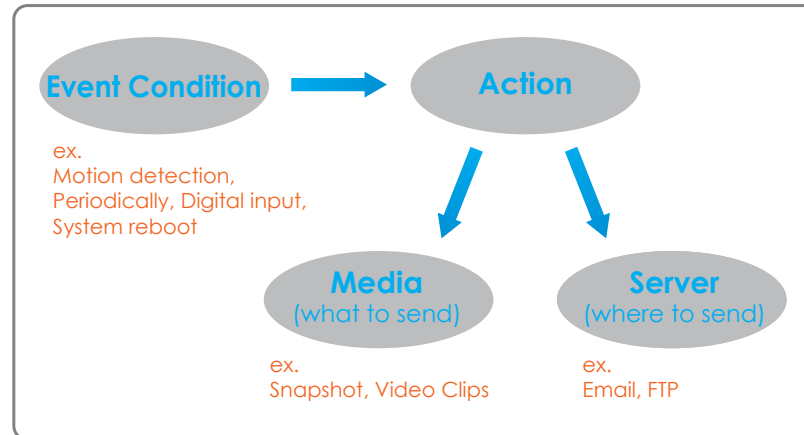 Event Condition
Action
ex.
Motion detection,
Periodically, Digital input,
System reboot
Media
(what to send)
ex.
Snapshot, Video Clips
Server
(where to send)
ex.
Email, FTP